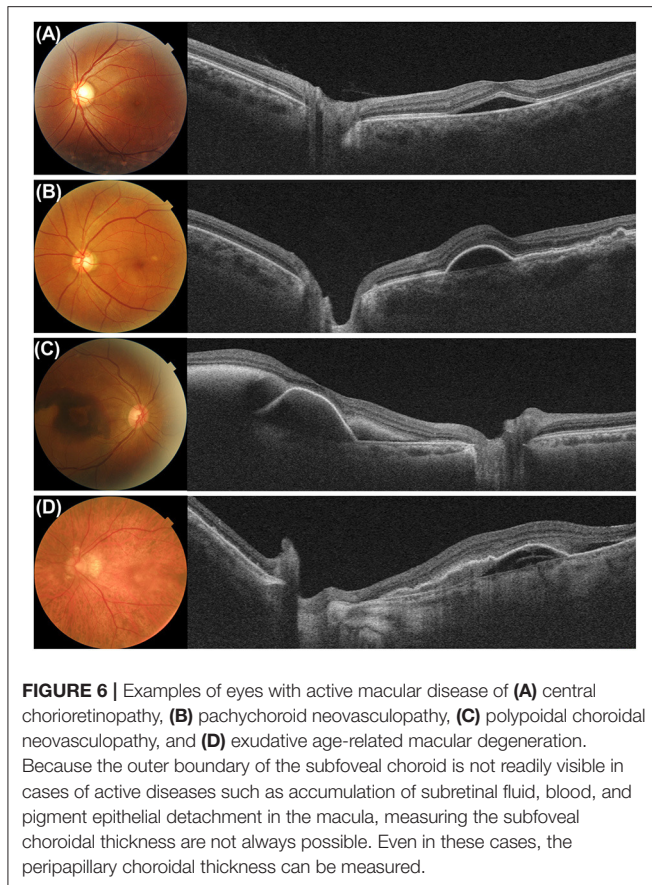 (A)
(B)
(C)
(D)
FIGURE 6 | Examples of eyes with active macular disease of (A) central
chorioretinopathy, (B) pachychoroid neovasculopathy, (C) polypoidal choroidal
neovasculopathy, and (D) exudative age-related macular degeneration.
Because the outer boundary of the subfoveal choroid is not readily visible in
cases of active diseases such as accumulation of subretinal fluid, blood, and
pigment epithelial detachment in the macula, measuring the subfoveal
choroidal thickness are not always possible. Even in these cases, the
peripapillary choroidal thickness can be measured.